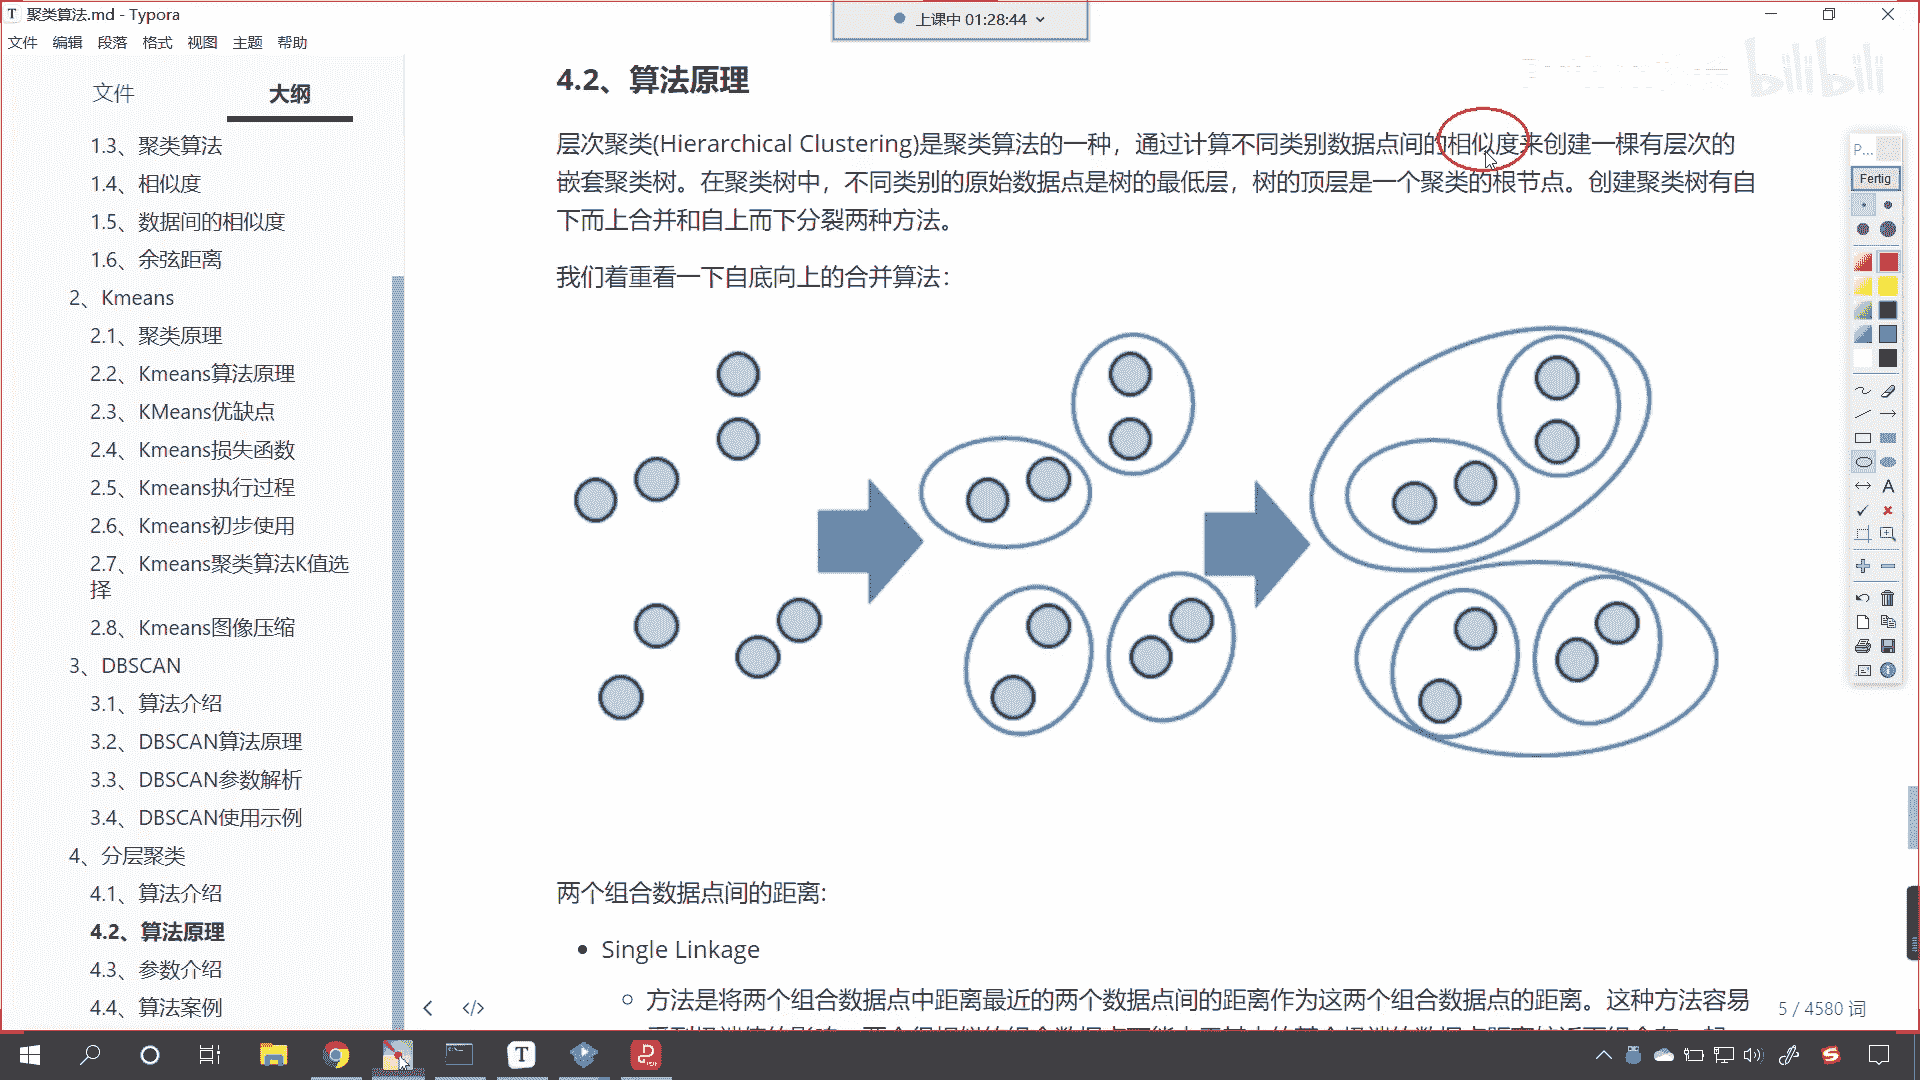 聚类算法.md - Typora
上课中 01:28:44
文件 编辑 段落 格式 视图 主题 帮助
文件 大纲
1.3、聚类算法
1.4、相似度
1.5、数据间的相似度
1.6、余弦距离
2、Kmeans
2.1、聚类原理
2.2、Kmeans算法原理
2.3、KMeans优缺点
2.4、Kmeans损失函数
2.5、Kmeans执行过程
2.6、Kmeans初步使用
2.7、Kmeans聚类算法K值选
择
2.8、Kmeans图像压缩
3、DBSCAN
3.1、算法介绍
3.2、DBSCAN算法原理
3.3、DBSCAN参数解析
3.4、DBSCAN使用示例
4、分层聚类
4.1、算法介绍
4.2、算法原理
4.3、参数介绍
4.4、算法案例
4.2、算法原理
层次聚类(Hierarchical Clustering)是聚类算法的一种，通过计算不同类别数据点间的相似度来创建一棵有层次的
嵌套聚类树。在聚类树中，不同类别的原始数据点是树的最低层，树的顶层是一个聚类的根节点。创建聚类树有自
下而上合并和自上而下分裂两种方法。
我们着重看一下自底向上的合并算法：
两个组合数据点间的距离:
Single Linkage
方法是将两个组合数据点中距离最近的两个数据点间的距离作为这两个组合数据点的距离。这种方法容易
5 / 4580 词
bilibili
P...
Fertig